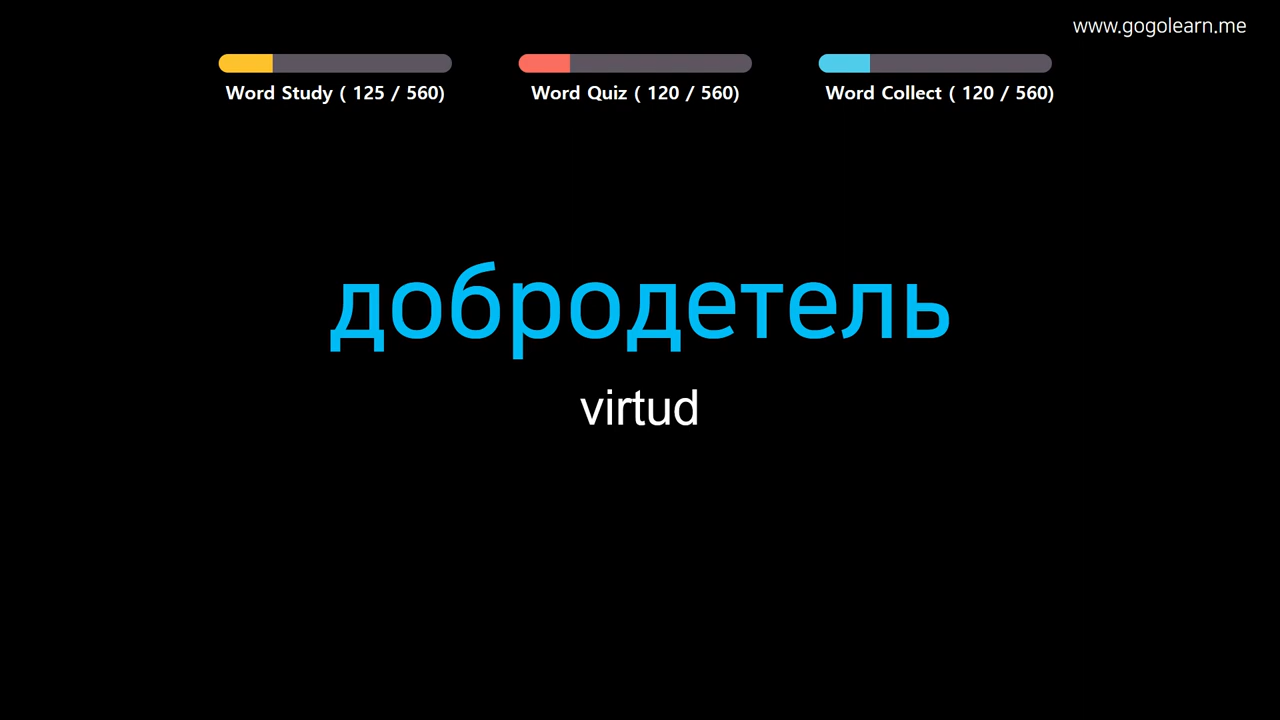 www.gogolearn.me
Word Study ( 125 / 560)
Word Quiz ( 120 / 560)
Word Collect ( 120 / 560)
добродетель
virtud